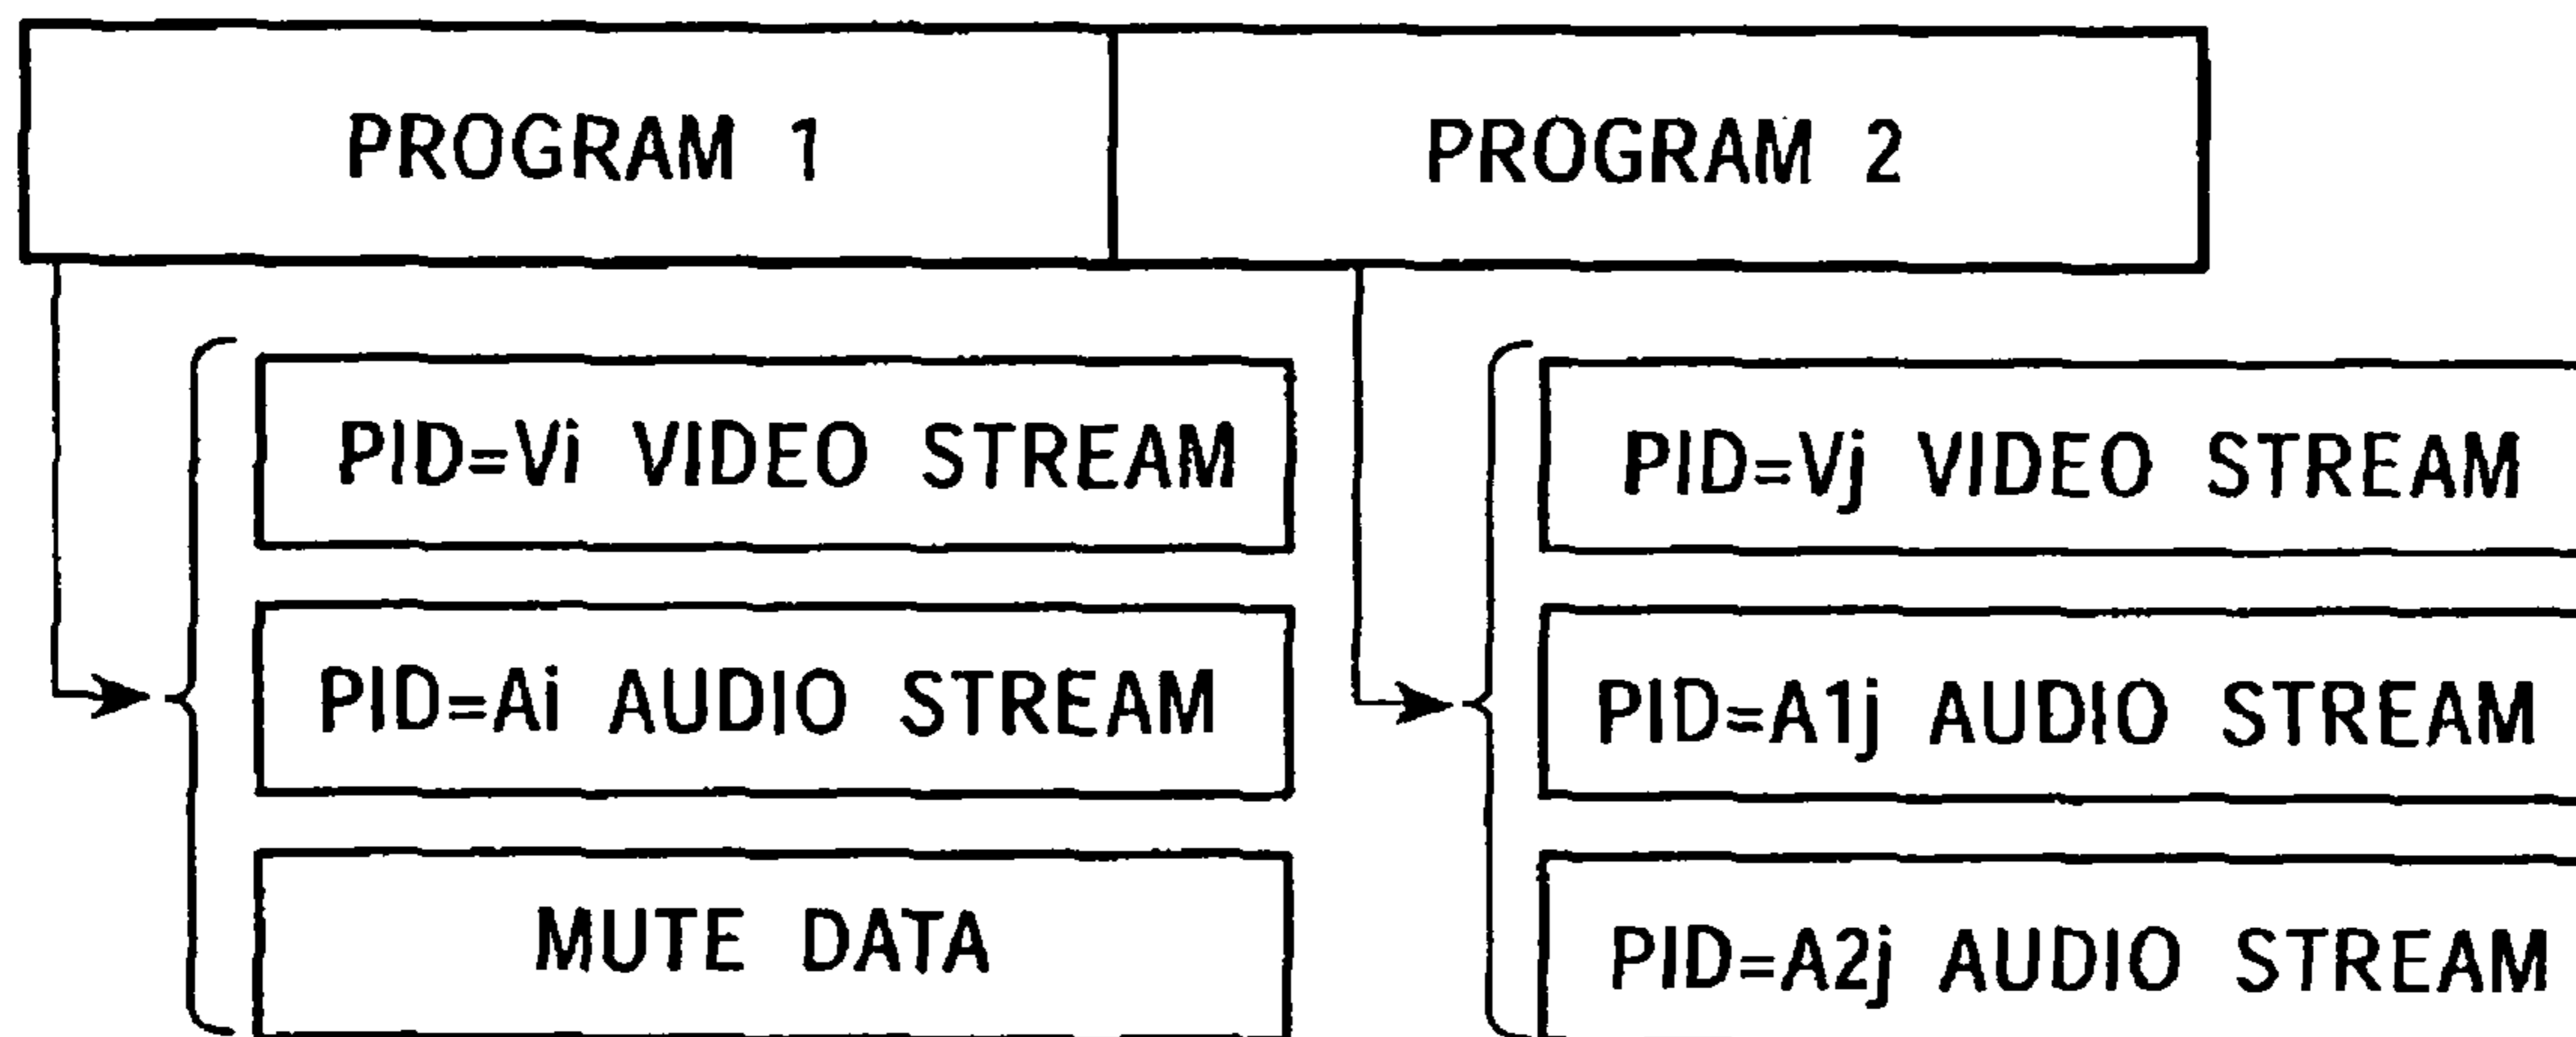 PROGRAM 1
PROGRAM 2
PID=Vi VIDEO STREAM
PID=Ai AUDIO STREAM
MUTE DATA
PID=Vj VIDEO STREAM
PID=A1j AUDIO STREAM
PID=A2j AUDIO STREAM